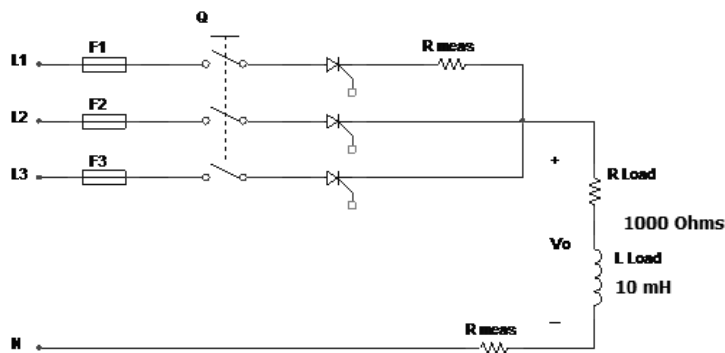 Q
F1
R meas
L1
F2
L2
F3
L3
+
R Load
1000 Ohms
Vo
L Load
10 mH
–
R meas
N